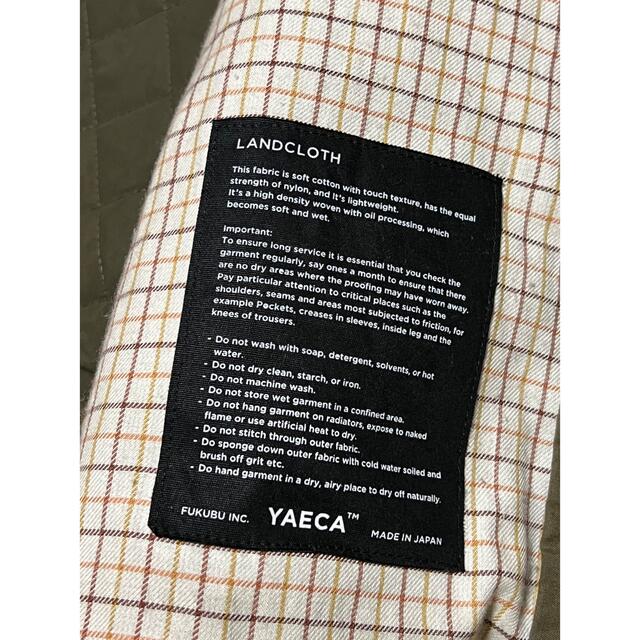 LANDCLOTH
This fabric is soft cotton with touch texture, has the equal
strength of nylon, and it's lightweight.
It's a high density woven with oil processing, which
becomes soft and wet.
Important:
To ensure long service it is essential that you check the
garment regularly, say ones a month to ensure that there
are no dry areas where the proofing may have worn away.
Pay particular attention to critical places such as the
shoulders, seams and areas most subjected to friction, for
example Pockets, creases in sleeves, inside leg and the
knees of trousers.
- Do not wash with soap, detergent, solvents, or hot
water.
- Do not dry clean, starch, or iron.
- Do not machine wash.
- Do not store wet garment in a confined area.
- Do not hang garment on radiators, expose to naked
flame or use artificial heat to dry.
- Do not stitch through outer fabric.
- Do sponge down outer fabric with cold water soiled and
brush off grit etc.
- Do hand garment in a dry, airy place to dry off naturally.
FUKUBU INC. YAECA™ MADE IN JAPAN